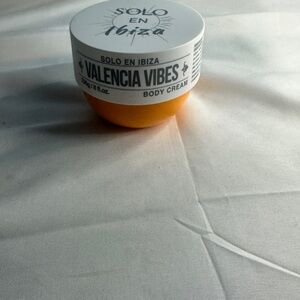 SOLO
EN
Ibiza
SOLO EN IBIZA
VALENCIA VIBES
BODY CREAM